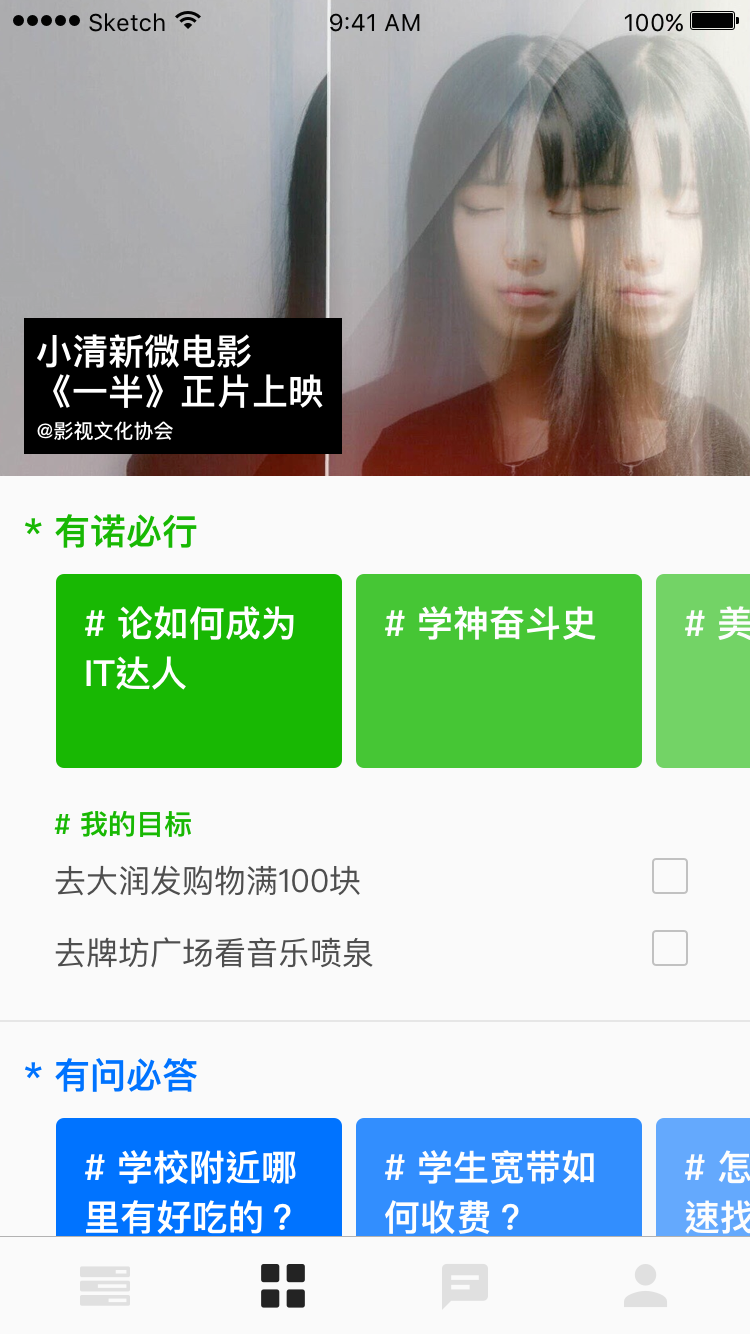 Sketch 9:41 AM 100%
小清新微电影
《一半》正片上映
@影视文化协会
* 有诺必行
# 论如何成为
IT达人
# 学神奋斗史
# 美
# 我的目标
去大润发购物满100块
去牌坊广场看音乐喷泉
* 有问必答
# 学校附近哪
里有好吃的？
# 学生宽带如
何收费？
# 怎
速找